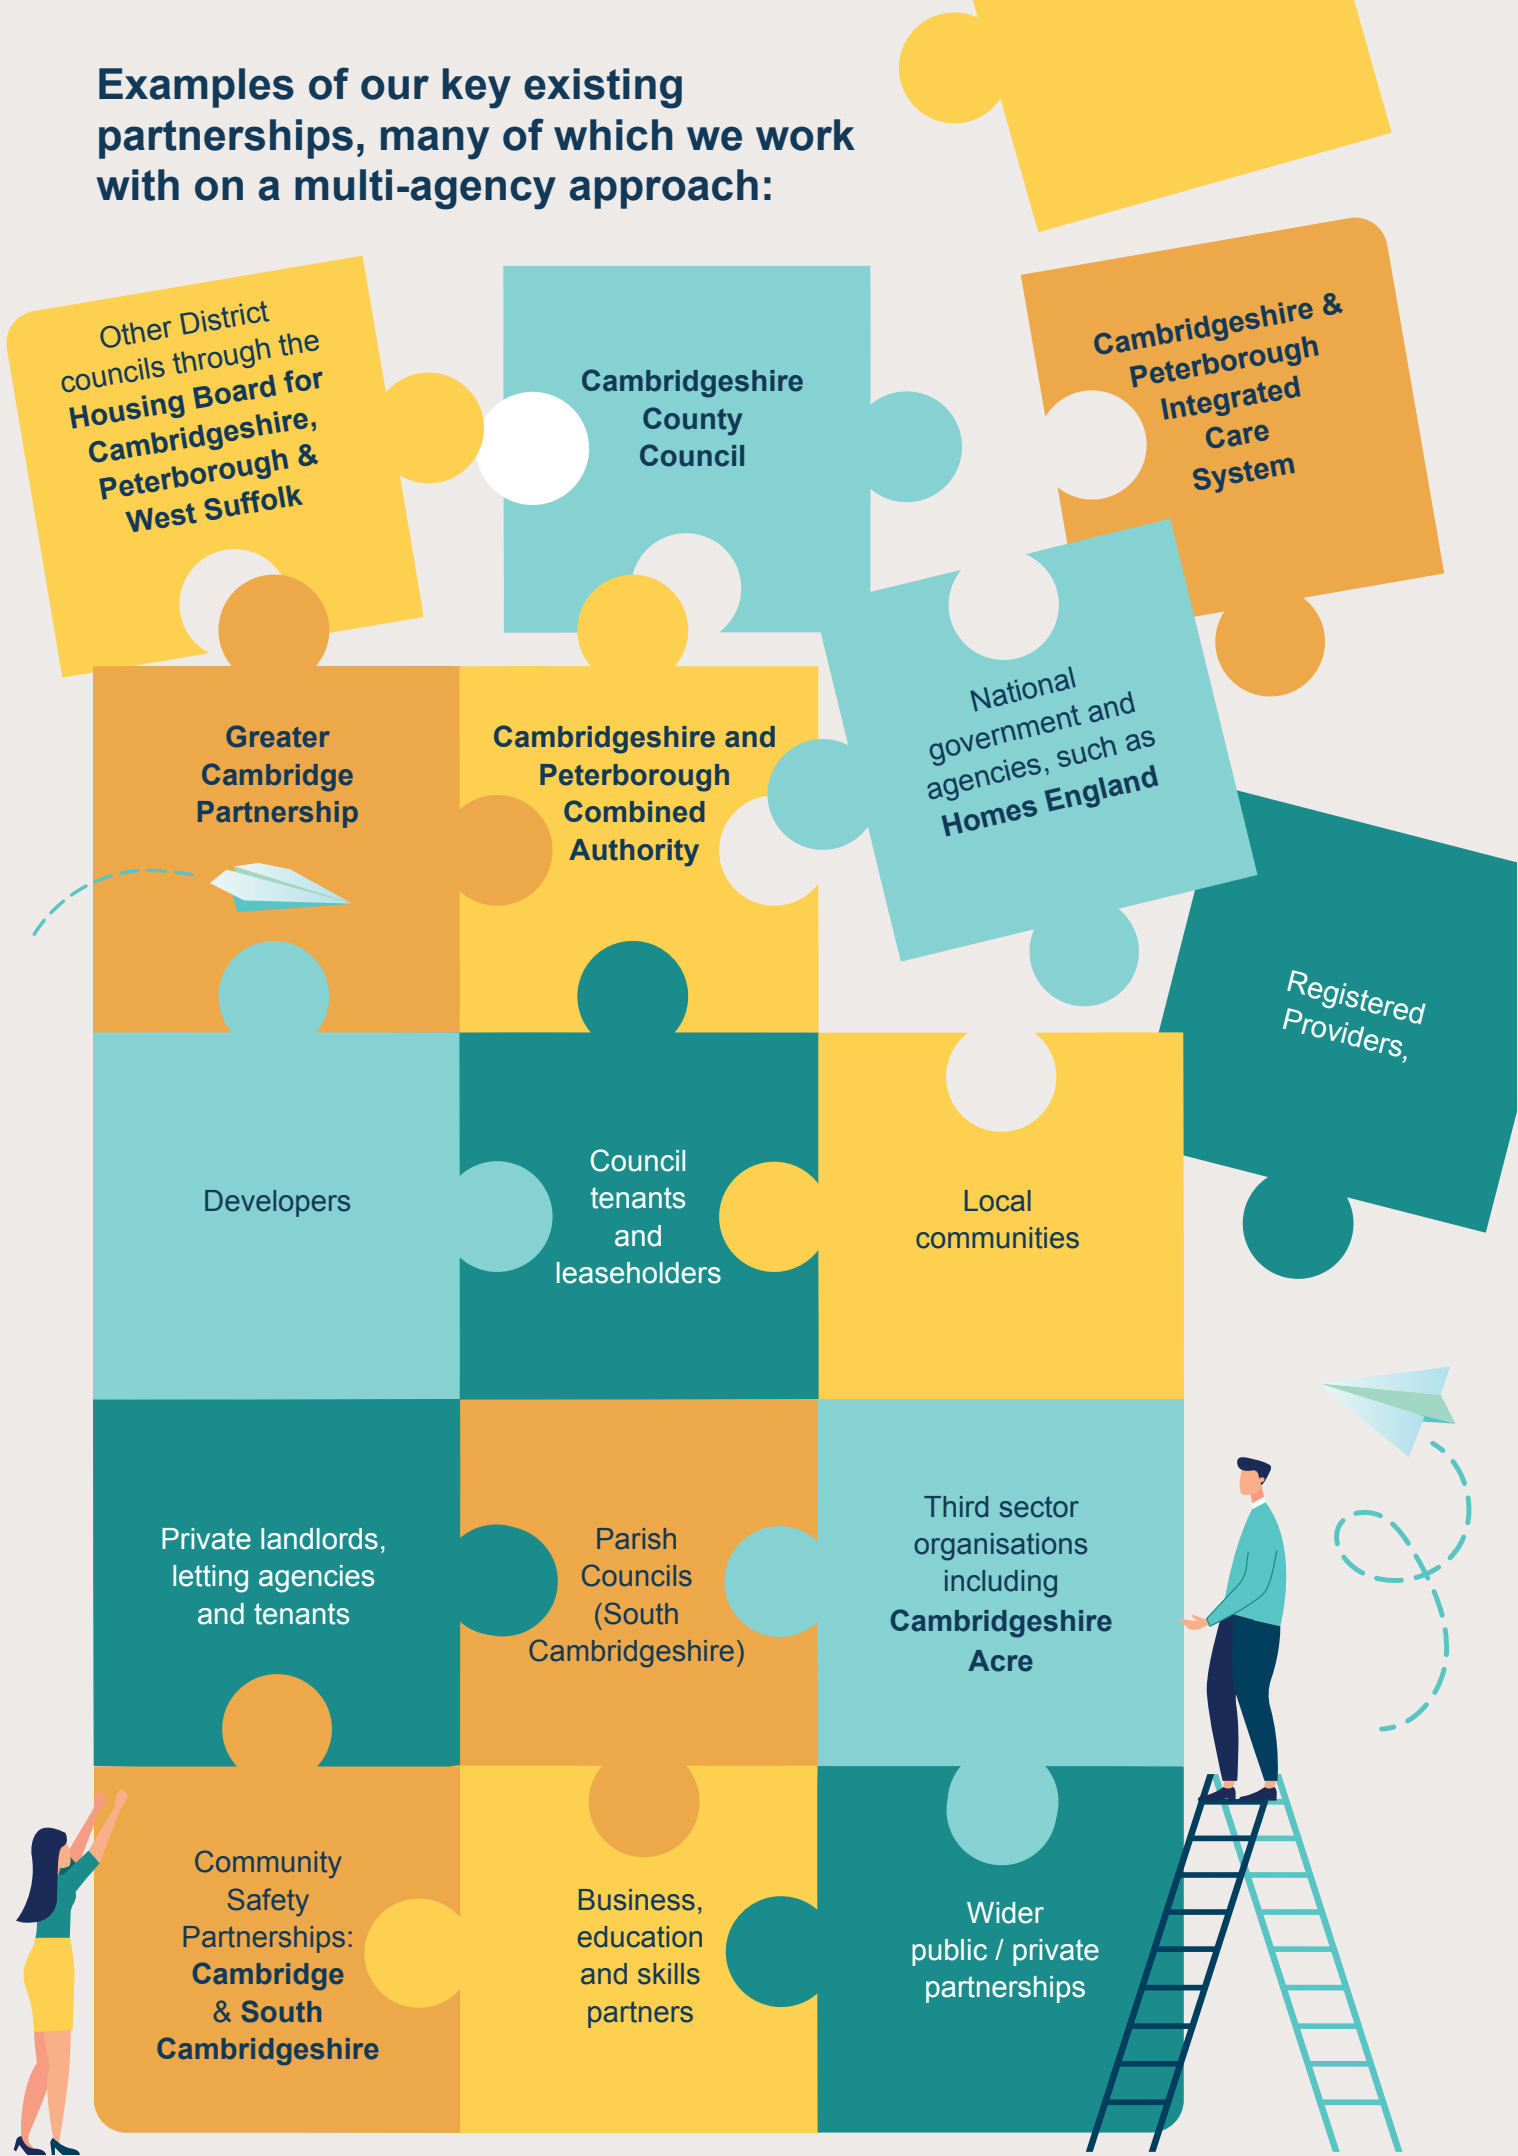 Examples of our key existing
partnerships, many of which we work
with on a multi-agency approach:
Other District
councils through the
Housing Board for
Cambridgeshire,
Peterborough &
West Suffolk
Cambridgeshire
County
Council
Cambridgeshire &
Peterborough
Integrated
Care
System
Greater
Cambridge
Partnership
Cambridgeshire and
Peterborough
Combined
Authority
National
government and
agencies, such as
Homes England
Registered
Providers,
Developers
Council
tenants
and
leaseholders
Local
communities
Private landlords,
letting agencies
and tenants
Parish
Councils
(South
Cambridgeshire)
Third sector
organisations
including
Cambridgeshire
Acre
Community
Safety
Partnerships:
Cambridge
& South
Cambridgeshire
Business,
education
and skills
partners
Wider
public / private
partnerships